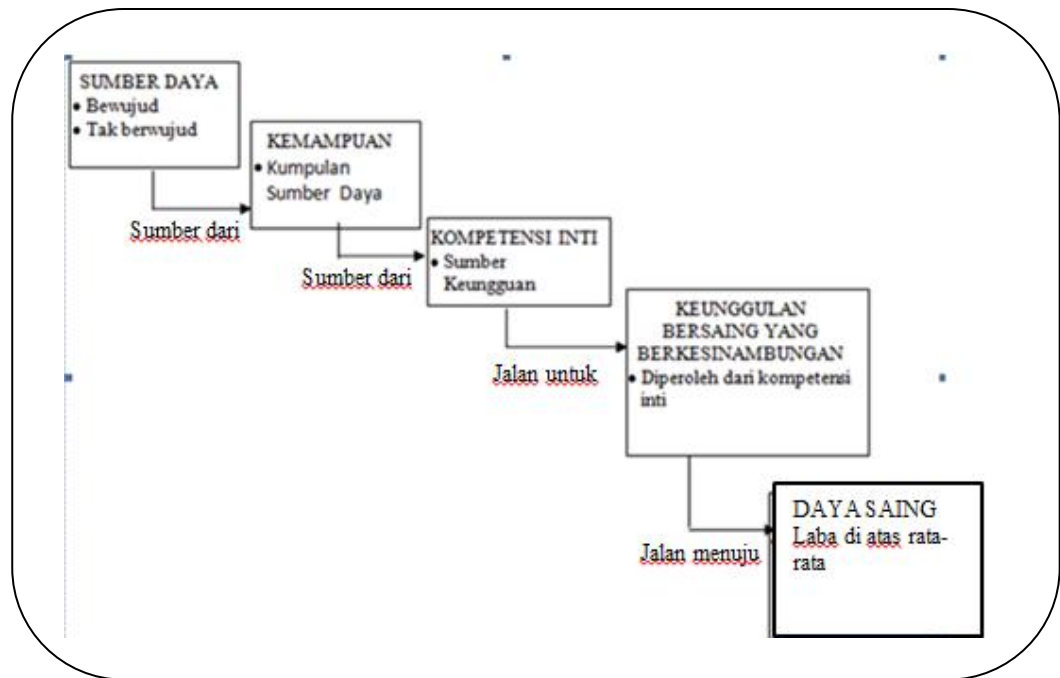 SUMBER DAYA
• Bewujud
• Tak berwujud
Sumber dari
KEMAMPUAN
• Kumpulan
Sumber Daya
Sumber dari
KOMPETENSI INTI
• Sumber
Keungguan
Jalan untuk
KEUNGGULAN
BERSAING YANG
BERKESINAMBUNGAN
• Diperoleh dari kompetensi
inti
Jalan menuju
DAYA SAING
Laba di atas rata-
rata